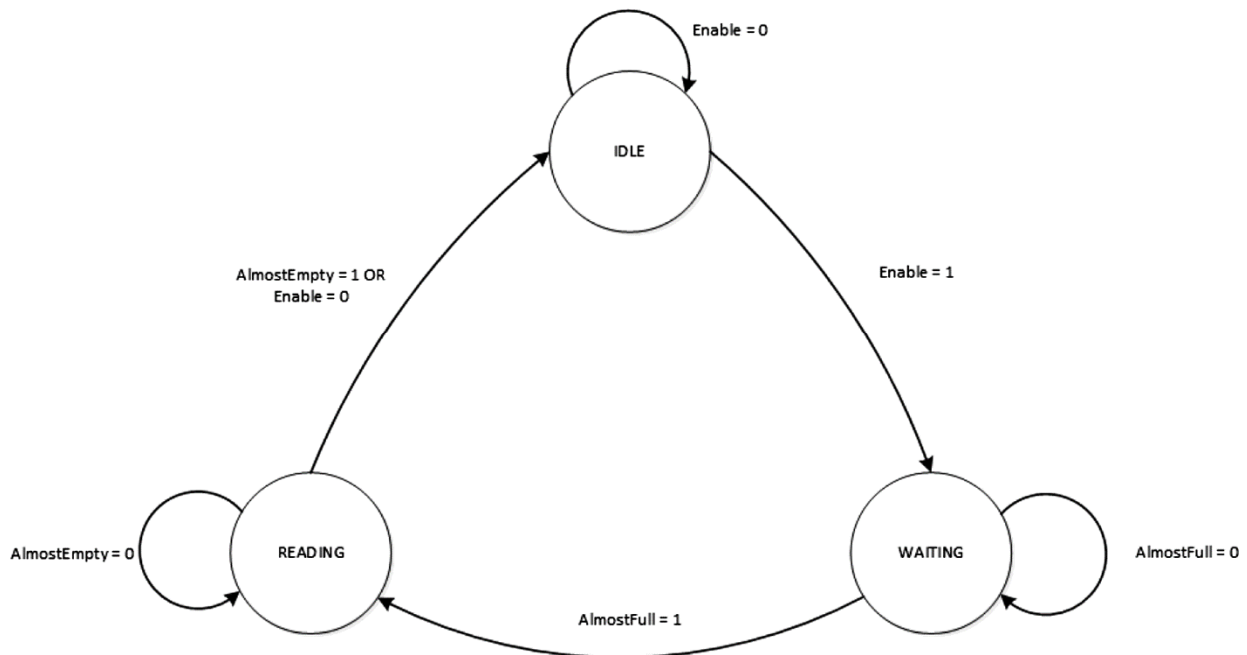 Enable = 0
IDLE
AlmostEmpty = 1 OR
Enable = 0
Enable = 1
AlmostEmpty = 0
READING
WAITING
AlmostFull = 0
AlmostFull = 1